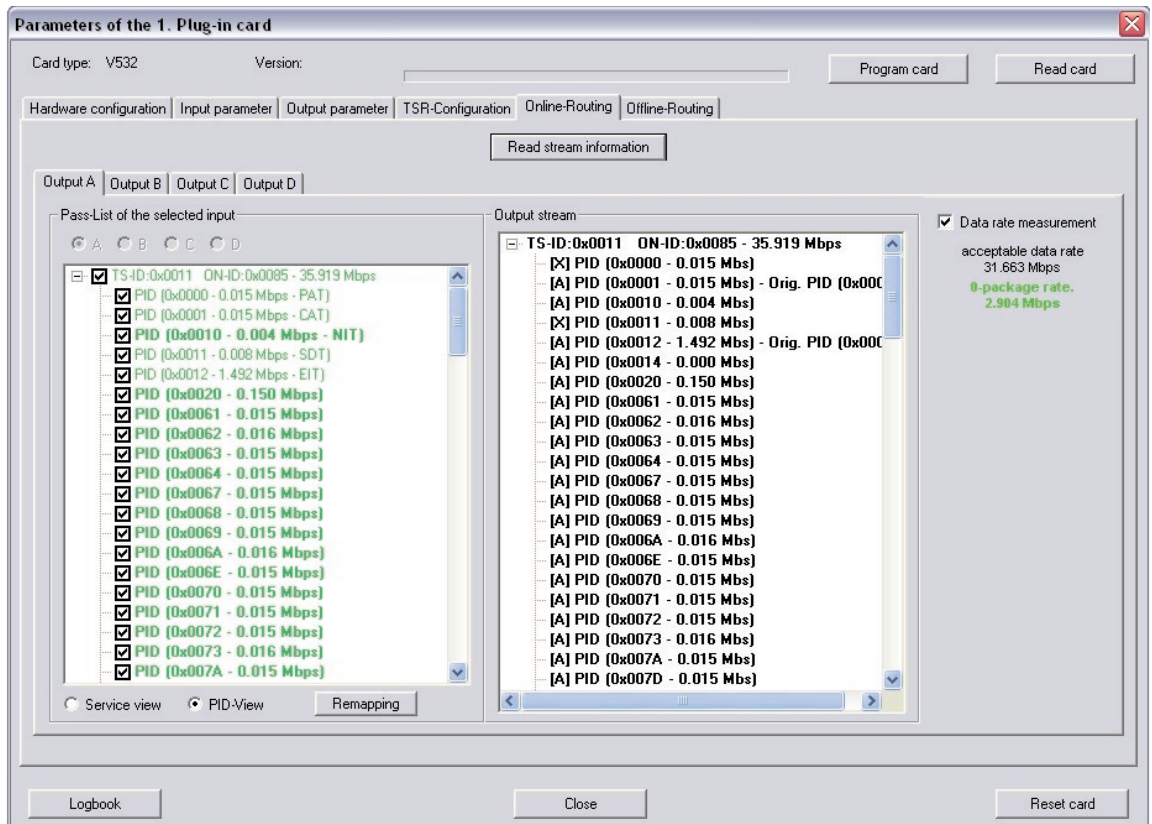 Parameters of the 1. Plug-in card
Card type: V532 Version:
Program card
Read card
Hardware configuration Input parameter Output parameter TSR-Configuration Online-Routing Offline-Routing
Read stream information
Output A Output B Output C Output D
Pass-List of the selected input
A B C D
TS-ID:0x0011 ON-ID:0x0085 - 35.919 Mbps
PID (0x0000 - 0.015 Mbps - PAT)
PID (0x0001 - 0.015 Mbps - CAT)
PID (0x0010 - 0.004 Mbps - NIT)
PID (0x0011 - 0.008 Mbps - SDT)
PID (0x0012 - 1.492 Mbps - EIT)
PID (0x0020 - 0.150 Mbps)
PID (0x0061 - 0.015 Mbps)
PID (0x0062 - 0.016 Mbps)
PID (0x0063 - 0.015 Mbps)
PID (0x0064 - 0.015 Mbps)
PID (0x0067 - 0.015 Mbps)
PID (0x0068 - 0.015 Mbps)
PID (0x0069 - 0.015 Mbps)
PID (0x006A - 0.016 Mbps)
PID (0x006E - 0.015 Mbps)
PID (0x0070 - 0.015 Mbps)
PID (0x0071 - 0.015 Mbps)
PID (0x0072 - 0.015 Mbps)
PID (0x0073 - 0.016 Mbps)
PID (0x007A - 0.015 Mbps)
Service view PID-View Remapping
Output stream
TS-ID:0x0011 ON-ID:0x0085 - 35.919 Mbps
[X] PID (0x0000 - 0.015 Mbs)
[A] PID (0x0001 - 0.015 Mbs) - Orig. PID (0x000
[A] PID (0x0010 - 0.004 Mbs)
[X] PID (0x0011 - 0.008 Mbs)
[A] PID (0x0012 - 1.492 Mbs) - Orig. PID (0x000
[A] PID (0x0014 - 0.000 Mbs)
[A] PID (0x0020 - 0.150 Mbs)
[A] PID (0x0061 - 0.015 Mbs)
[A] PID (0x0062 - 0.016 Mbs)
[A] PID (0x0063 - 0.015 Mbs)
[A] PID (0x0064 - 0.015 Mbs)
[A] PID (0x0067 - 0.015 Mbs)
[A] PID (0x0068 - 0.015 Mbs)
[A] PID (0x0069 - 0.015 Mbs)
[A] PID (0x006A - 0.016 Mbs)
[A] PID (0x006E - 0.015 Mbs)
[A] PID (0x0070 - 0.015 Mbs)
[A] PID (0x0071 - 0.015 Mbs)
[A] PID (0x0072 - 0.015 Mbs)
[A] PID (0x0073 - 0.016 Mbs)
[A] PID (0x007A - 0.015 Mbs)
[A] PID (0x007D - 0.015 Mbs)
Data rate measurement
acceptable data rate
31.663 Mbps
0-package rate.
2.904 Mbps
Logbook
Close
Reset card